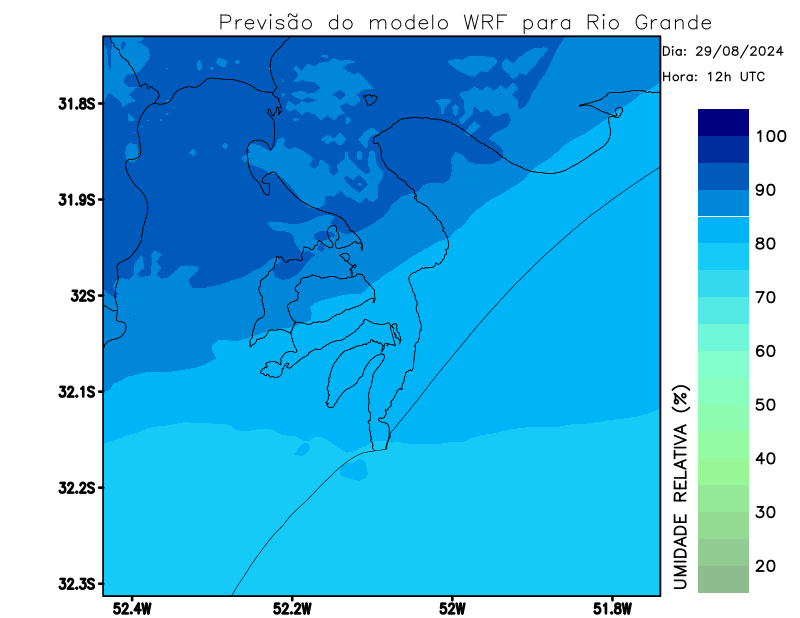 Previsão do modelo WRF para Rio Grande
Dia: 29/08/2024
Hora: 12h UTC
31.8S
31.9S
32S
32.1S
32.2S
32.3S
52.4W
52.2W
52W
51.8W
UMIDADE RELATIVA (%)
100
90
80
70
60
50
40
30
20